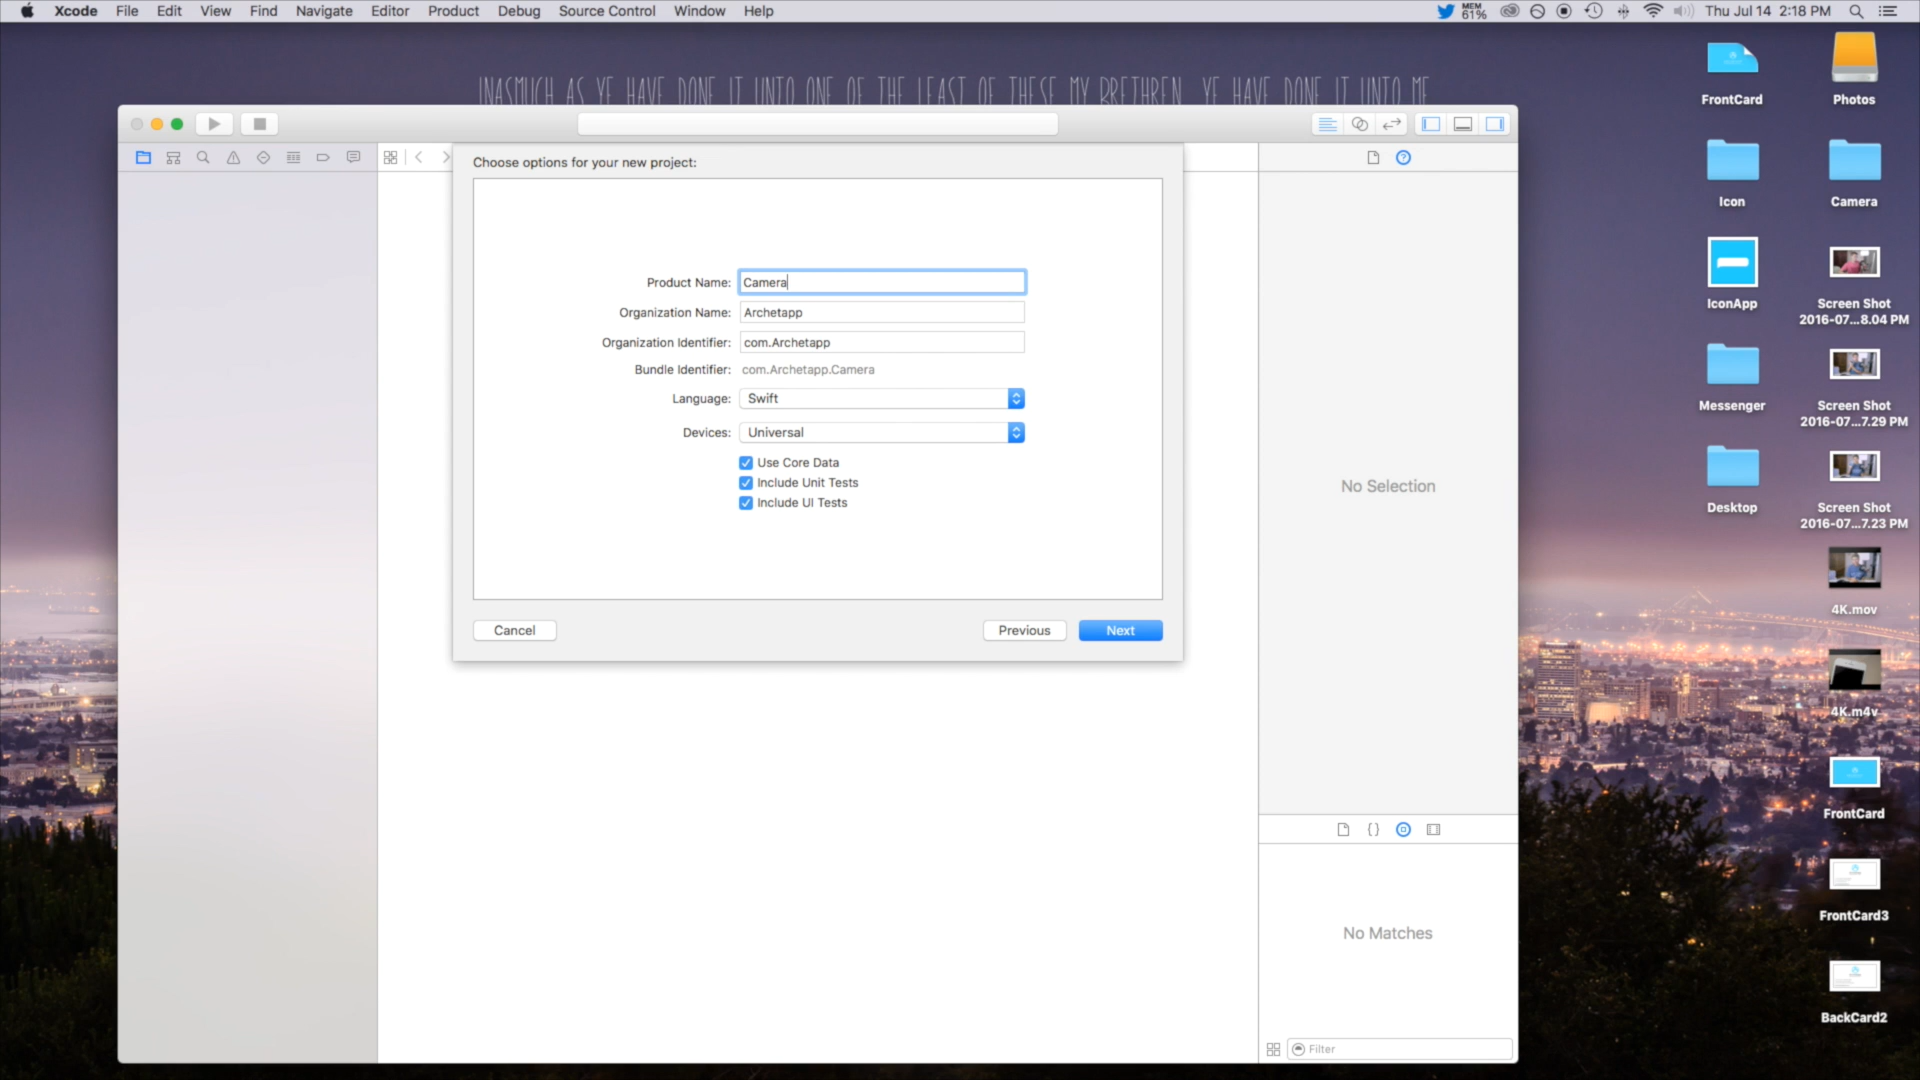 Xcode File Edit View Find Navigate Editor Product Debug Source Control Window Help
MEM 61% Thu Jul 14 2:18 PM
INASMUCH AS YE HAVE DONE IT UNTO ONE OF THE LEAST OF THESE MY BRETHREN, YE HAVE DONE IT UNTO ME
Choose options for your new project:
Product Name: Camera
Organization Name: Archetapp
Organization Identifier: com.Archetapp
Bundle Identifier: com.Archetapp.Camera
Language: Swift
Devices: Universal
Use Core Data
Include Unit Tests
Include UI Tests
Cancel Previous Next
No Selection
No Matches
Filter
FrontCard Photos
Icon Camera
IconApp Screen Shot
2016-07...8.04 PM
Messenger Screen Shot
2016-07...7.29 PM
Desktop Screen Shot
2016-07...7.23 PM
4K.mov
4K.m4v
FrontCard
FrontCard3
BackCard2